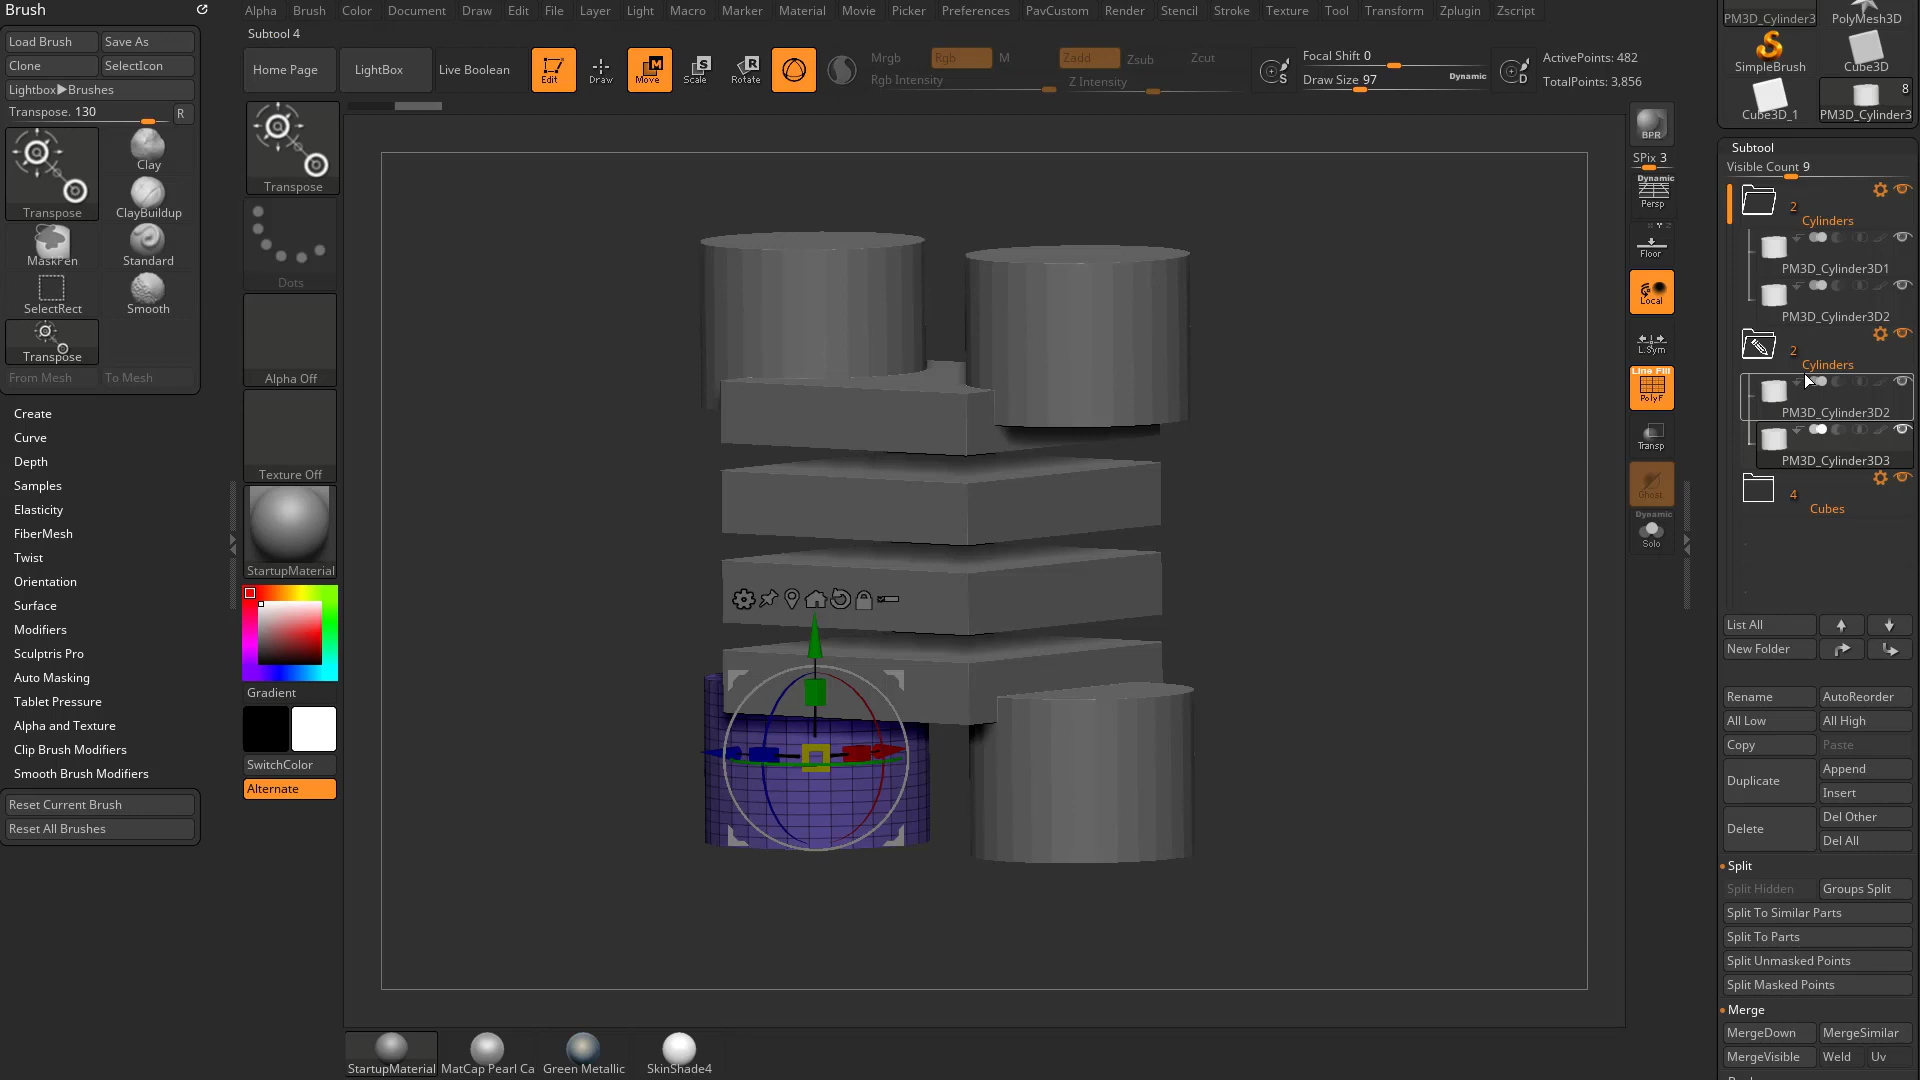 Brush
Load Brush Save As
Clone SelectIcon
Lightbox▶Brushes
Transpose. 130 R
Transpose
Clay
ClayBuildup
MaskPen
Standard
SelectRect
Smooth
Transpose
From Mesh To Mesh
Create
Curve
Depth
Samples
Elasticity
FiberMesh
Twist
Orientation
Surface
Modifiers
Sculptris Pro
Auto Masking
Tablet Pressure
Alpha and Texture
Clip Brush Modifiers
Smooth Brush Modifiers
Reset Current Brush
Reset All Brushes
Alpha Brush Color Document Draw Edit File Layer Light Macro Marker Material Movie Picker Preferences PavCustom Render Stencil Stroke Texture Tool Transform Zplugin Zscript
Subtool 4
Home Page LightBox Live Boolean
Edit Draw Move Scale Rotate
M S R
Mrgb Rgb M
Rgb Intensity
Zadd Zsub Zcut
Z Intensity
S
Focal Shift 0
Draw Size 97 Dynamic
D
ActivePoints: 482
TotalPoints: 3,856
Transpose
Dots
Alpha Off
Texture Off
StartupMaterial
Gradient
SwitchColor
Alternate
StartupMaterial MatCap Pearl Ca Green Metallic SkinShade4
BPR
SPix 3
Dynamic
Persp
Floor
Local
L.Sym
Line Fill
PolyF
Transp
Ghost
Dynamic
Solo
PM3D_Cylinder3 PolyMesh3D
SimpleBrush Cube3D
8
Cube3D_1 PM3D_Cylinder3
Subtool
Visible Count 9
2
Cylinders
PM3D_Cylinder3D1
PM3D_Cylinder3D2
2
Cylinders
PM3D_Cylinder3D2
PM3D_Cylinder3D3
4
Cubes
List All
New Folder
Rename AutoReorder
All Low All High
Copy Paste
Duplicate Append
Insert
Delete Del Other
Del All
Split
Split Hidden Groups Split
Split To Similar Parts
Split To Parts
Split Unmasked Points
Split Masked Points
Merge
MergeDown MergeSimilar
MergeVisible Weld Uv